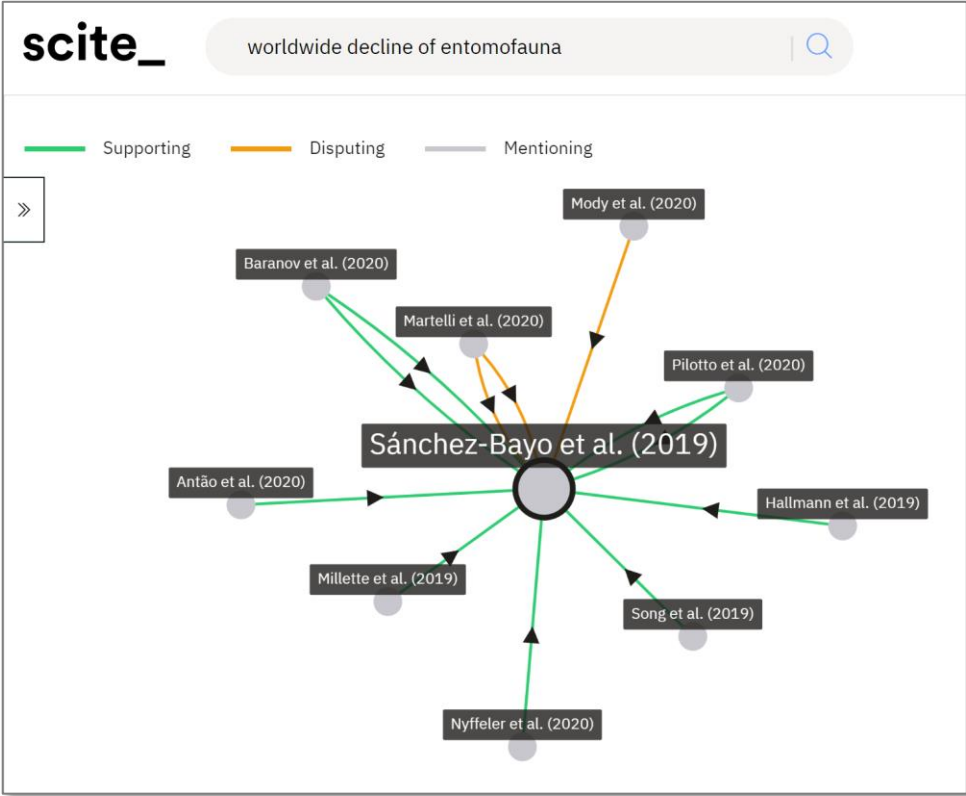 scite_
worldwide decline of entomofauna
Supporting
Disputing
Mentioning
Mody et al. (2020)
Baranov et al. (2020)
Martelli et al. (2020)
Pilotto et al. (2020)
Sánchez-Bayo et al. (2019)
Antão et al. (2020)
Hallmann et al. (2019)
Millette et al. (2019)
Song et al. (2019)
Nyffeler et al. (2020)